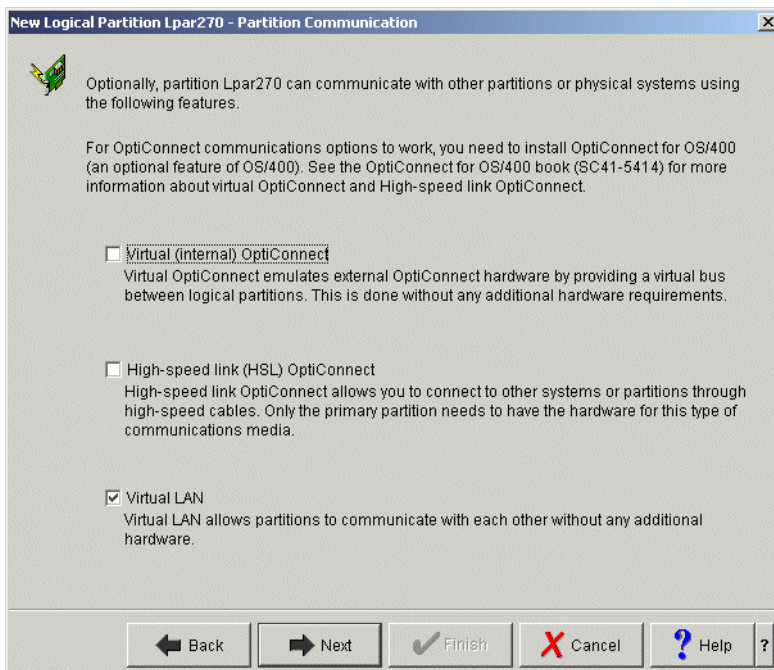 New Logical Partition Lpar270 - Partition Communication
Optionally, partition Lpar270 can communicate with other partitions or physical systems using
the following features.
For OptiConnect communications options to work, you need to install OptiConnect for OS/400
(an optional feature of OS/400). See the OptiConnect for OS/400 book (SC41-5414) for more
information about virtual OptiConnect and High-speed link OptiConnect.
Virtual (internal) OptiConnect
Virtual OptiConnect emulates external OptiConnect hardware by providing a virtual bus
between logical partitions. This is done without any additional hardware requirements.
High-speed link (HSL) OptiConnect
High-speed link OptiConnect allows you to connect to other systems or partitions through
high-speed cables. Only the primary partition needs to have the hardware for this type of
communications media.
Virtual LAN
Virtual LAN allows partitions to communicate with each other without any additional
hardware.
Back Next Finish Cancel ? Help ?